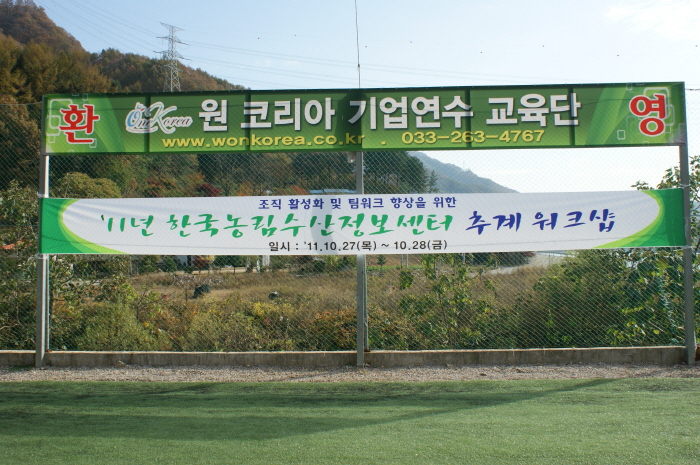 환 One Korea 원 코리아 기업연수 교육단 영
www.wonkorea.co.kr . 033-263-4767
조직 활성화 및 팀워크 향상을 위한
'11년 한국농림수산정보센터 추계 워크샵
일시 : '11.10.27(목) ~ 10.28(금)